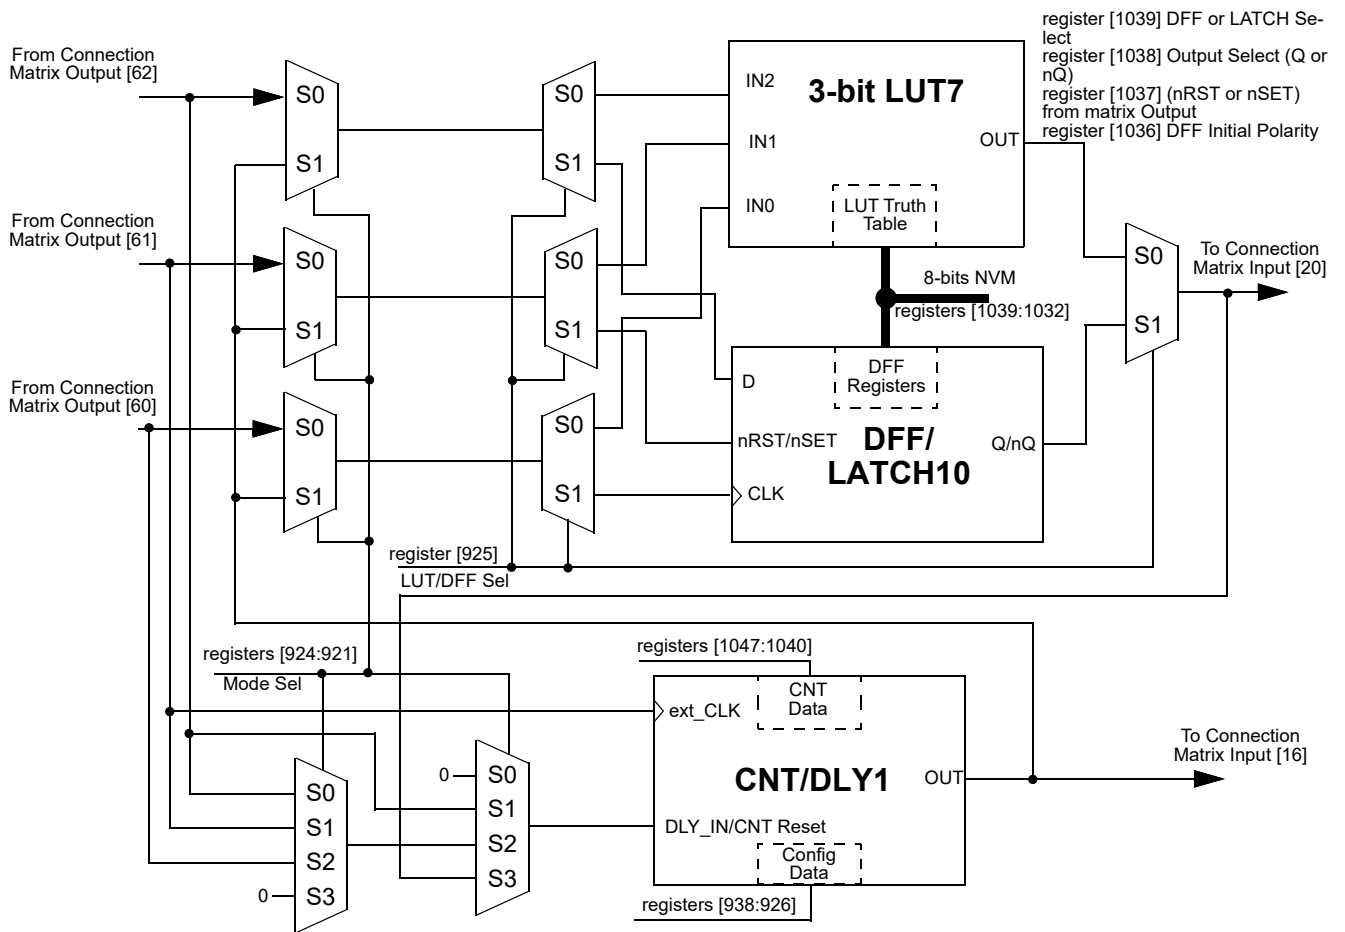 register [1039] DFF or LATCH Se-
lect
register [1038] Output Select (Q or
nQ)
register [1037] (nRST or nSET)
from matrix Output
register [1036] DFF Initial Polarity
From Connection
Matrix Output [62]
S0
S1
S0
S1
IN2
IN1
IN0
3-bit LUT7
OUT
LUT Truth
Table
From Connection
Matrix Output [61]
S0
S1
S0
S1
8-bits NVM
registers [1039:1032]
S0
S1
To Connection
Matrix Input [20]
From Connection
Matrix Output [60]
S0
S1
S0
S1
D
nRST/nSET
CLK
DFF
Registers
DFF/
LATCH10
Q/nQ
register [925]
LUT/DFF Sel
registers [924:921]
Mode Sel
registers [1047:1040]
CNT
Data
ext_CLK
CNT/DLY1
OUT
DLY_IN/CNT Reset
Config
Data
registers [938:926]
To Connection
Matrix Input [16]
0
S0
S1
S2
S3
S0
S1
S2
0
S3